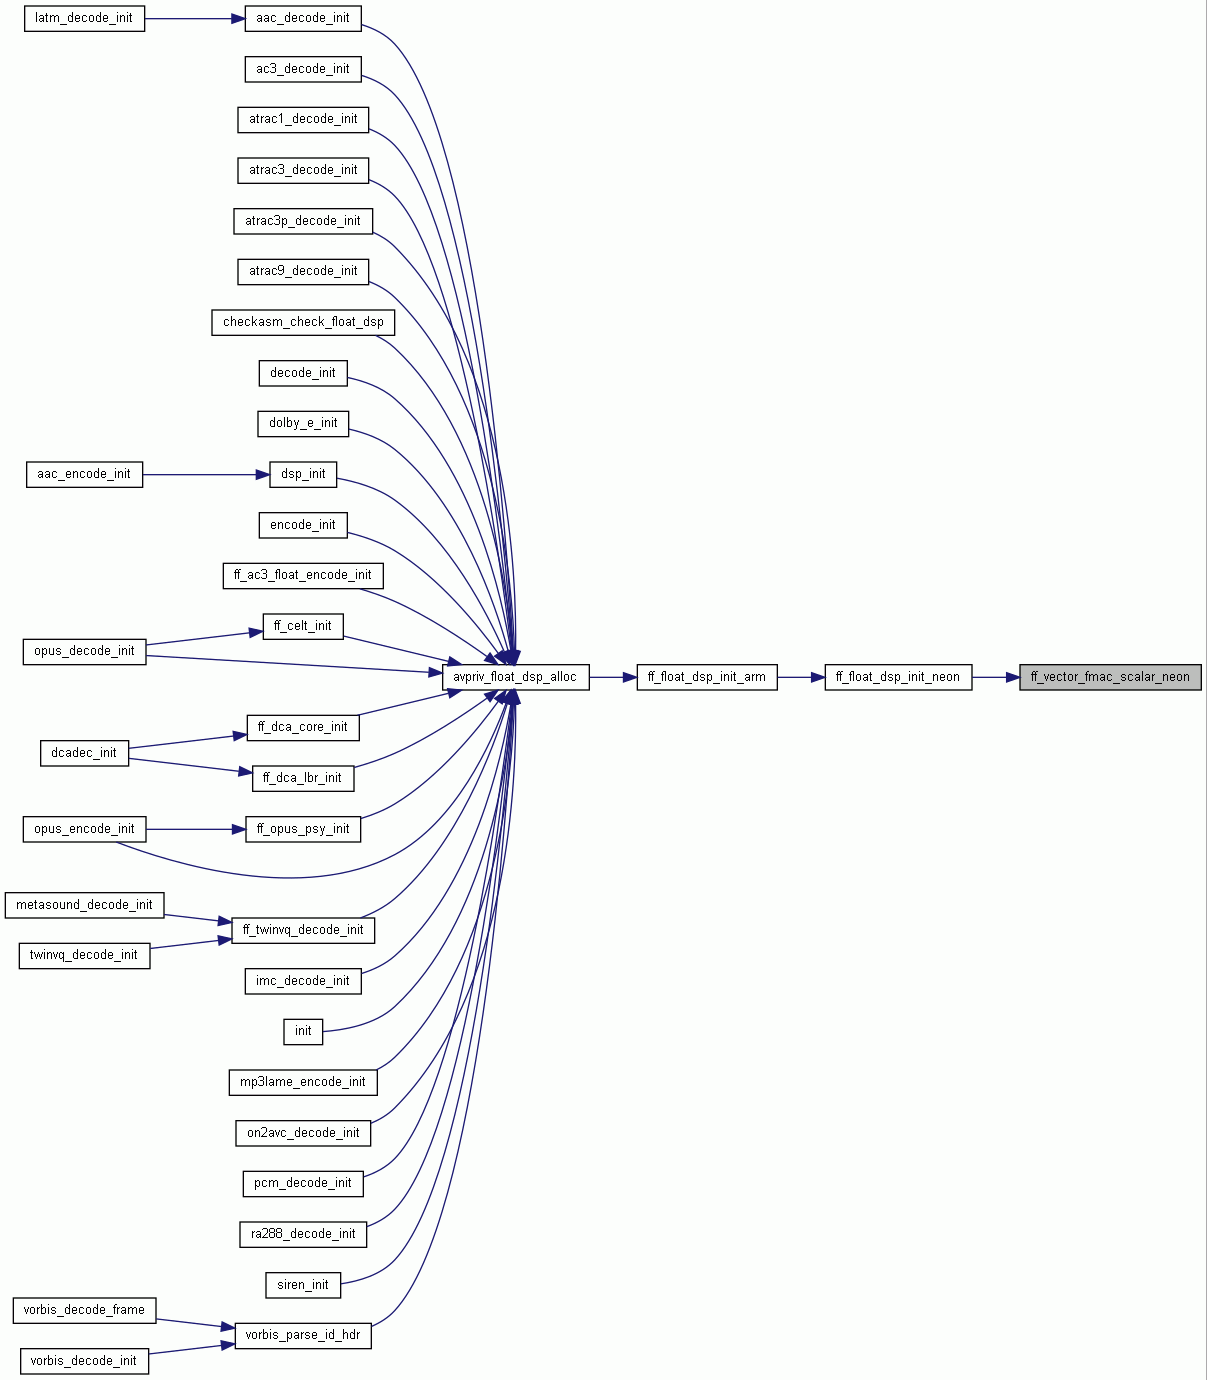 latm_decode_init
aac_decode_init
ac3_decode_init
atrac1_decode_init
atrac3_decode_init
atrac3p_decode_init
atrac9_decode_init
checkasm_check_float_dsp
decode_init
dolby_e_init
aac_encode_init
dsp_init
encode_init
ff_ac3_float_encode_init
ff_celt_init
opus_decode_init
avpriv_float_dsp_alloc
ff_float_dsp_init_arm
ff_float_dsp_init_neon
ff_vector_fmac_scalar_neon
ff_dca_core_init
dcadec_init
ff_dca_lbr_init
opus_encode_init
ff_opus_psy_init
metasound_decode_init
ff_twinvq_decode_init
twinvq_decode_init
imc_decode_init
init
mp3lame_encode_init
on2avc_decode_init
pcm_decode_init
ra288_decode_init
siren_init
vorbis_decode_frame
vorbis_parse_id_hdr
vorbis_decode_init